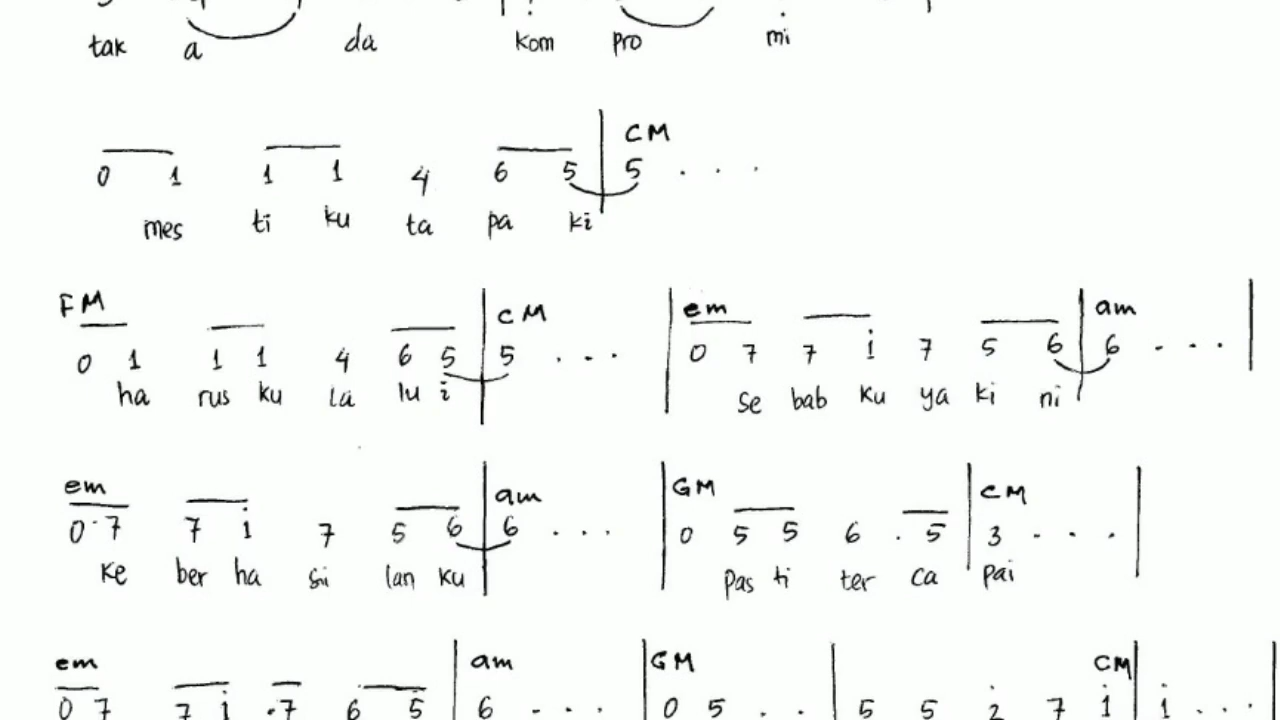 tak a da kom pro mi
CM
0 1 1 1 4 6 5 | 5 . . .
mes ti ku ta pa ki
FM CM em am
0 1 1 1 4 6 5 | 5 . . . | 0 7 7 i 7 5 6 | 6 . . . |
ha rus ku la lu i se bab ku ya ki ni
em am GM CM
0 7 7 i 7 5 6 | 6 . . . | 0 5 5 6 . 5 | 3 . . . |
ke ber ha si lan ku pas ti ter ca pai
em am GM CM
0 7 7 i . 7 6 5 | 6 . . . | 0 5 . . | 5 5 2 7 i | i . . . |